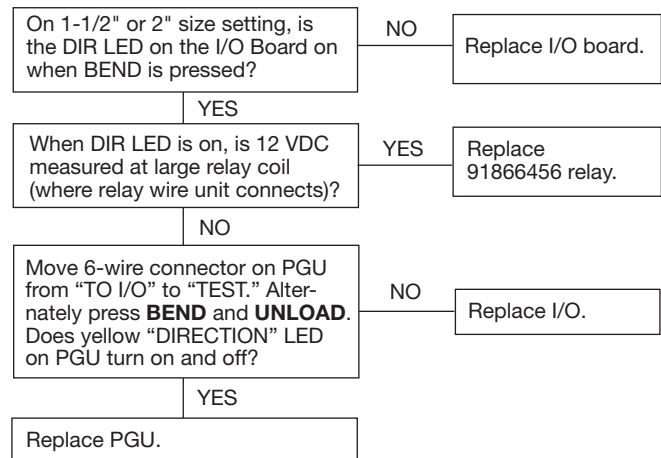 On 1-1/2" or 2" size setting, is
the DIR LED on the I/O Board on
when BEND is pressed?
NO
Replace I/O board.
YES
When DIR LED is on, is 12 VDC
measured at large relay coil
(where relay wire unit connects)?
YES
Replace
91866456 relay.
NO
Move 6-wire connector on PGU
from “TO I/O” to “TEST.” Alter-
nately press BEND and UNLOAD.
Does yellow “DIRECTION” LED
on PGU turn on and off?
NO
Replace I/O.
YES
Replace PGU.